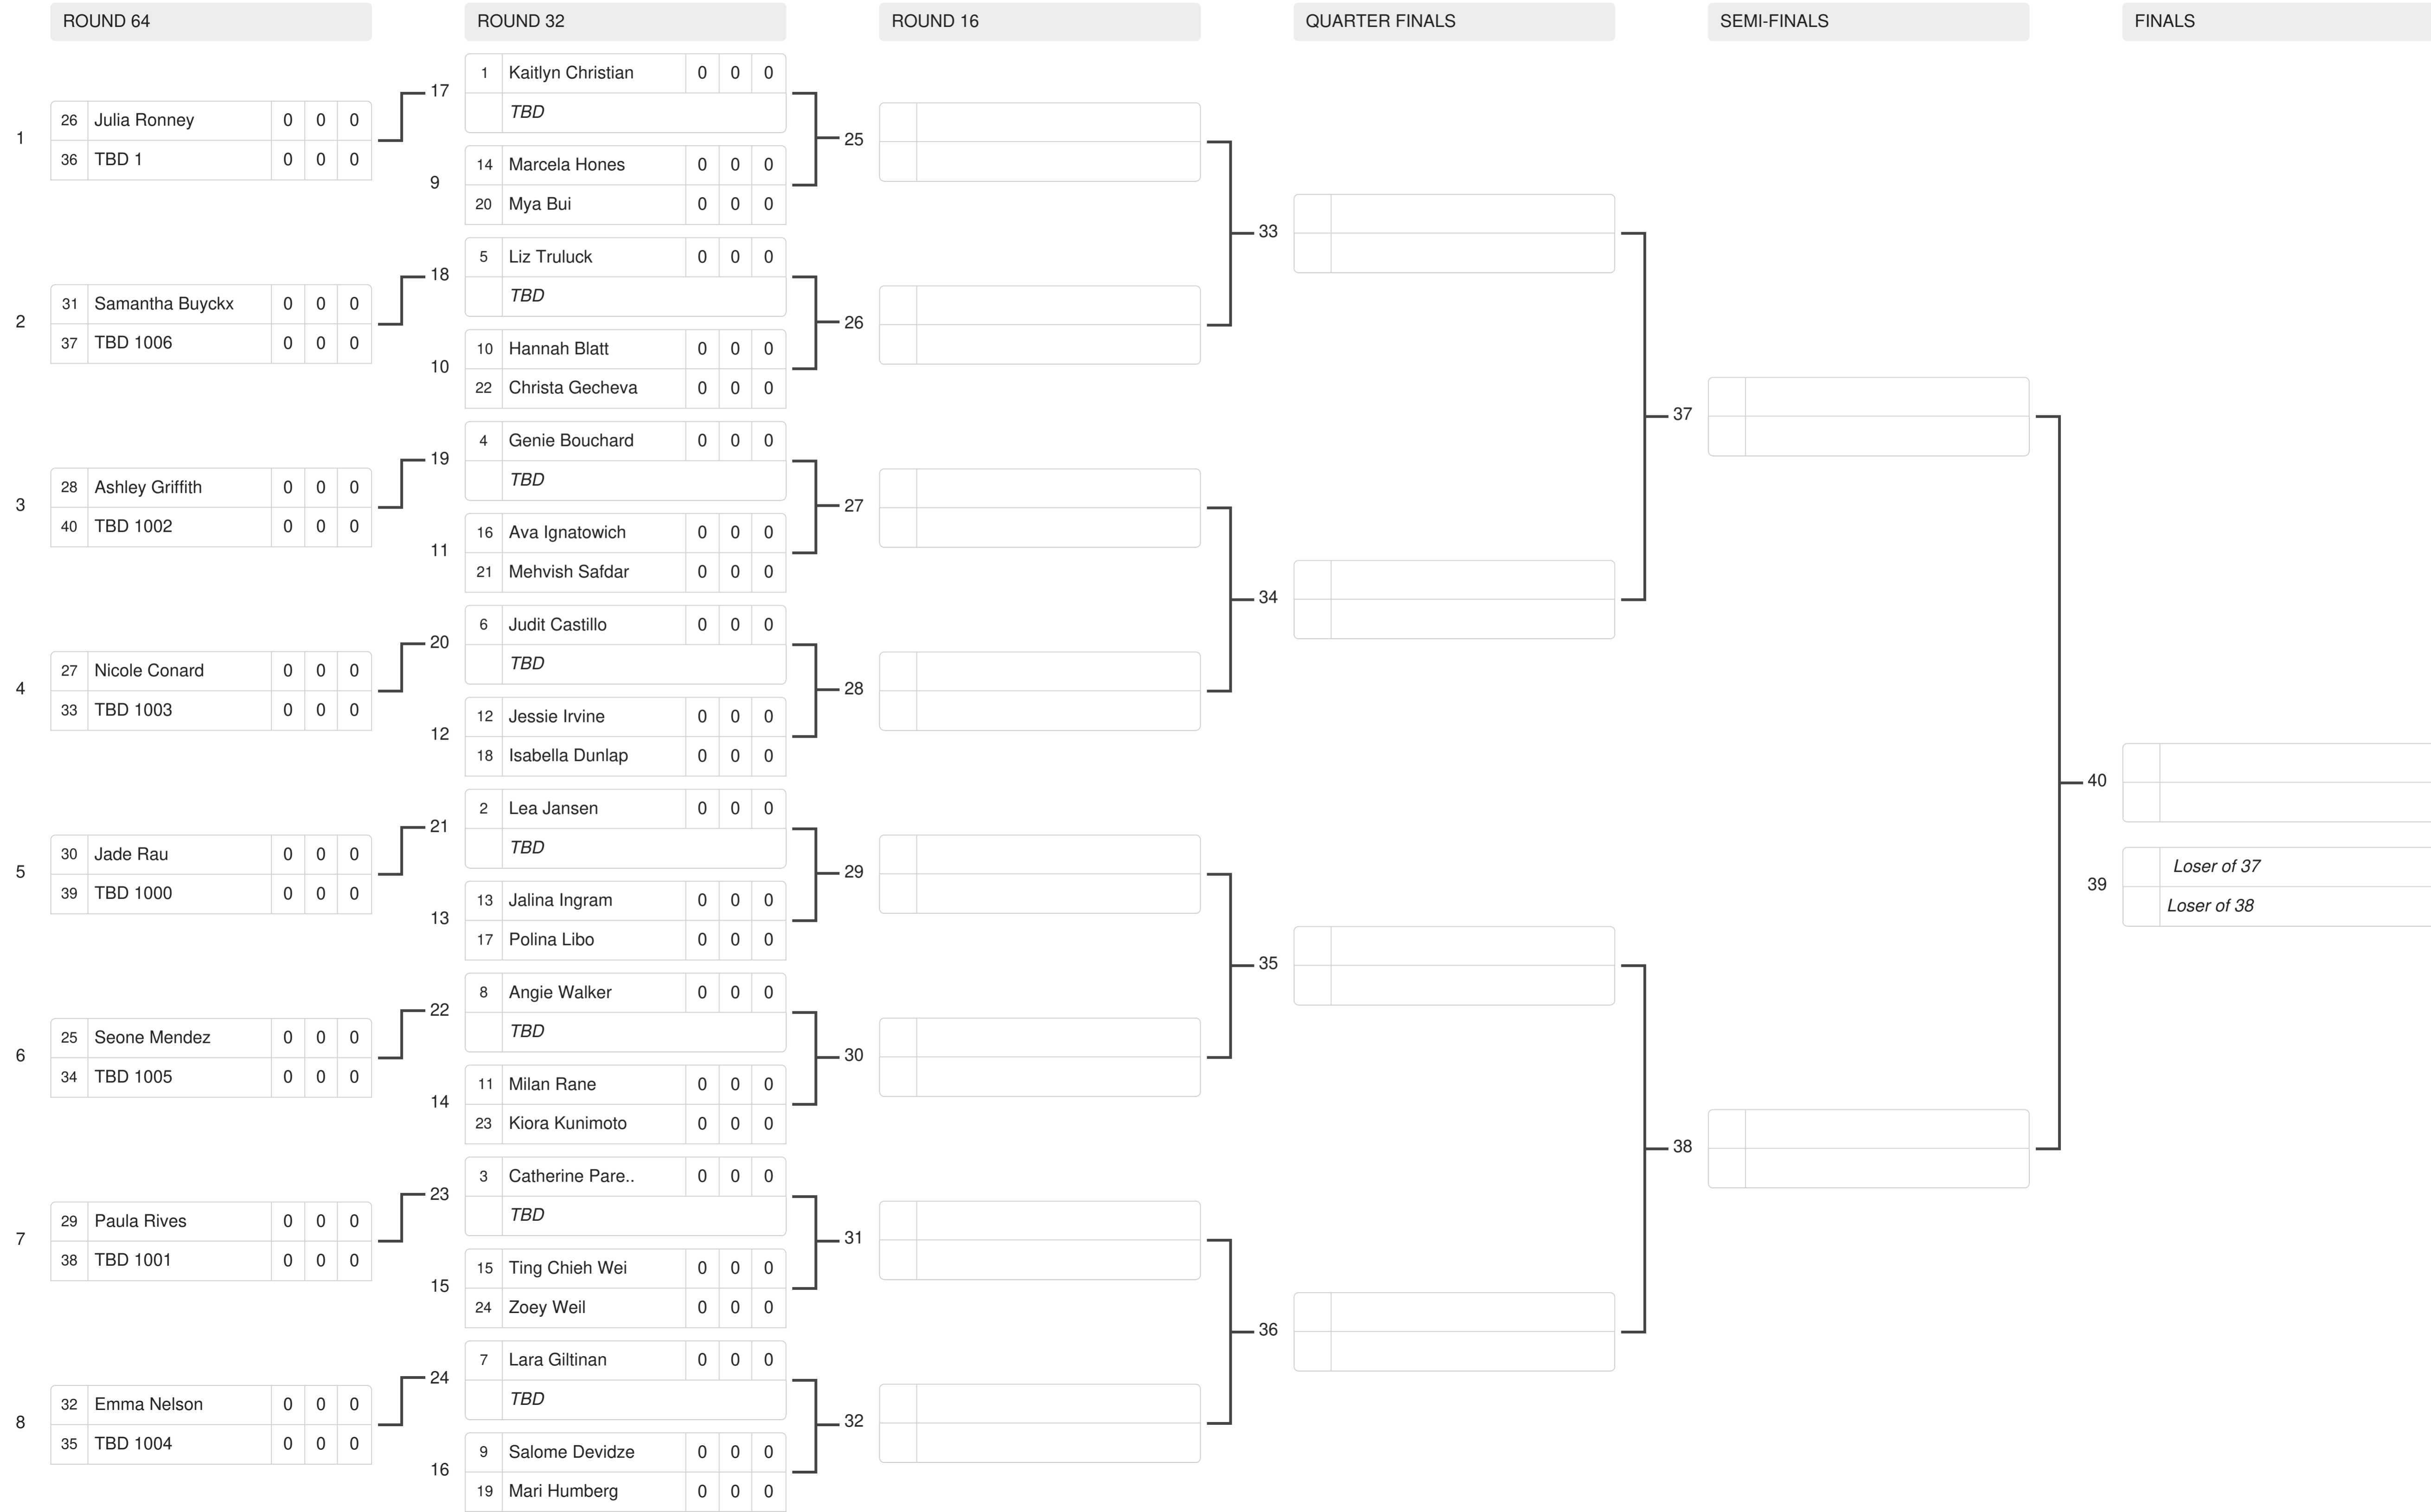 ROUND 64
1
26 Julia Ronney 0 0 0
36 TBD 1 0 0 0
2
31 Samantha Buyckx 0 0 0
37 TBD 1006 0 0 0
3
28 Ashley Griffith 0 0 0
40 TBD 1002 0 0 0
4
27 Nicole Conard 0 0 0
33 TBD 1003 0 0 0
5
30 Jade Rau 0 0 0
39 TBD 1000 0 0 0
6
25 Seone Mendez 0 0 0
34 TBD 1005 0 0 0
7
29 Paula Rives 0 0 0
38 TBD 1001 0 0 0
8
32 Emma Nelson 0 0 0
35 TBD 1004 0 0 0
ROUND 32
17
1 Kaitlyn Christian 0 0 0
TBD
9
14 Marcela Hones 0 0 0
20 Mya Bui 0 0 0
18
5 Liz Truluck 0 0 0
TBD
10
10 Hannah Blatt 0 0 0
22 Christa Gecheva 0 0 0
19
4 Genie Bouchard 0 0 0
TBD
11
16 Ava Ignatowich 0 0 0
21 Mehvish Safdar 0 0 0
20
6 Judit Castillo 0 0 0
TBD
12
12 Jessie Irvine 0 0 0
18 Isabella Dunlap 0 0 0
21
2 Lea Jansen 0 0 0
TBD
13
13 Jalina Ingram 0 0 0
17 Polina Libo 0 0 0
22
8 Angie Walker 0 0 0
TBD
14
11 Milan Rane 0 0 0
23 Kiora Kunimoto 0 0 0
23
3 Catherine Pare.. 0 0 0
TBD
15
15 Ting Chieh Wei 0 0 0
24 Zoey Weil 0 0 0
24
7 Lara Giltinan 0 0 0
TBD
16
9 Salome Devidze 0 0 0
19 Mari Humberg 0 0 0
ROUND 16
25
26
27
28
29
30
31
32
QUARTER FINALS
33
34
35
36
SEMI-FINALS
37
38
FINALS
40
39
Loser of 37
Loser of 38